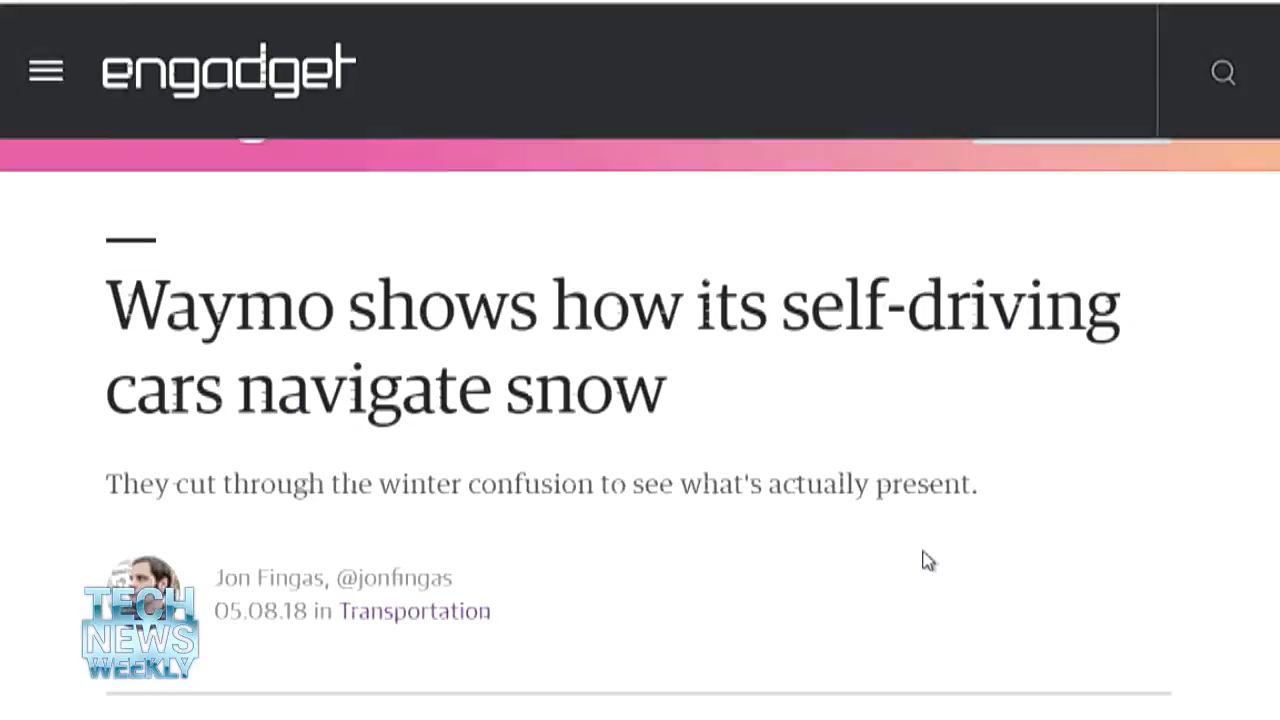 engadget
Waymo shows how its self-driving
cars navigate snow
They cut through the winter confusion to see what's actually present.
Jon Fingas, @jonfingas
05.08.18 in Transportation
TECH
NEWS
WEEKLY